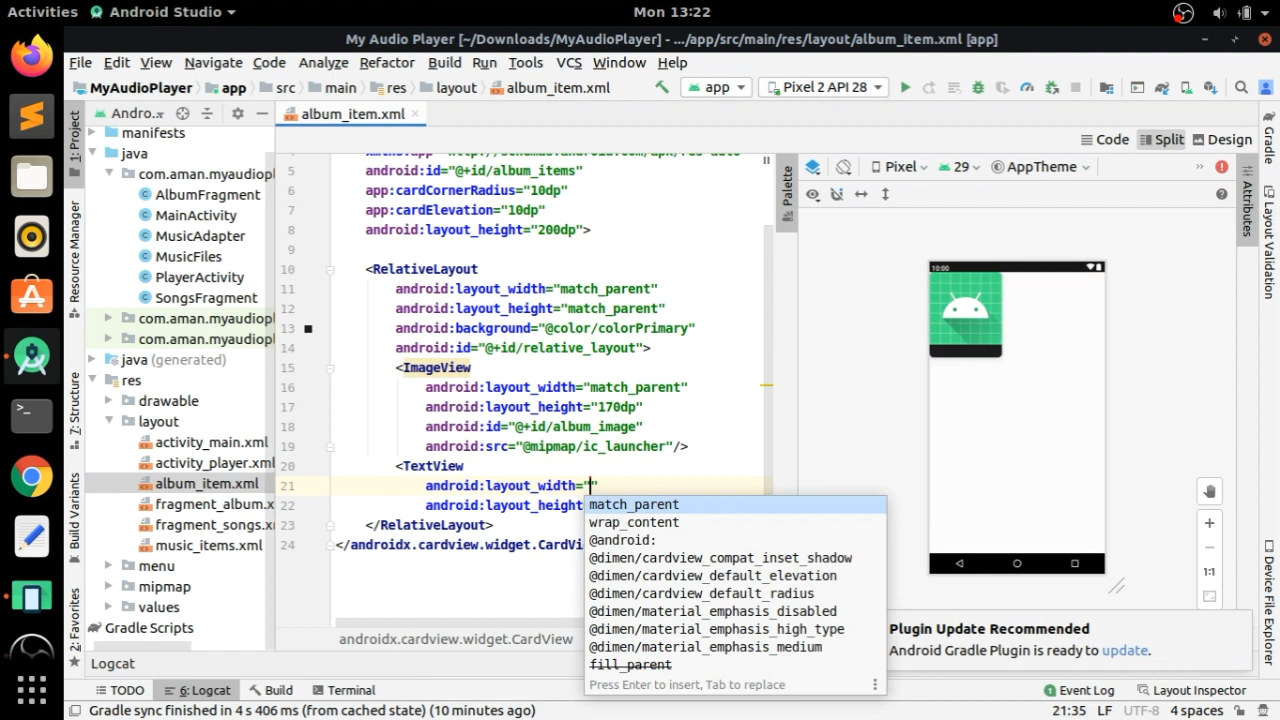 Activities
Android Studio
Mon 13:22
My Audio Player [~/Downloads/MyAudioPlayer] - .../app/src/main/res/layout/album_item.xml [app]
File Edit View Navigate Code Analyze Refactor Build Run Tools VCS Window Help
MyAudioPlayer app src main res layout album_item.xml
app
Pixel 2 API 28
Andro..
album_item.xml
Code Split Design
1: Project
Resource Manager
7: Structure
Build Variants
2: Favorites
manifests
java
com.aman.myaudiopl
AlbumFragment
MainActivity
MusicAdapter
MusicFiles
PlayerActivity
SongsFragment
com.aman.myaudiopl
com.aman.myaudiopl
java (generated)
res
drawable
layout
activity_main.xml
activity_player.xml
album_item.xml
fragment_album.x
fragment_songs.x
music_items.xml
menu
mipmap
values
Gradle Scripts
5 android:id="@+id/album_items"
6 app:cardCornerRadius="10dp"
7 app:cardElevation="10dp"
8 android:layout_height="200dp">
9
10 <RelativeLayout
11 android:layout_width="match_parent"
12 android:layout_height="match_parent"
13 android:background="@color/colorPrimary"
14 android:id="@+id/relative_layout">
15 <ImageView
16 android:layout_width="match_parent"
17 android:layout_height="170dp"
18 android:id="@+id/album_image"
19 android:src="@mipmap/ic_launcher"/>
20 <TextView
21 android:layout_width=""
22 android:layout_height
23 </RelativeLayout>
24 </androidx.cardview.widget.CardVi
match_parent
wrap_content
@android:
@dimen/cardview_compat_inset_shadow
@dimen/cardview_default_elevation
@dimen/cardview_default_radius
@dimen/material_emphasis_disabled
@dimen/material_emphasis_high_type
@dimen/material_emphasis_medium
fill_parent
Press Enter to insert, Tab to replace
androidx.cardview.widget.CardView
Palette
Pixel 29 AppTheme
10:00
1:1
Attributes
Gradle
Layout Validation
Device File Explorer
Plugin Update Recommended
Android Gradle Plugin is ready to update.
Logcat
TODO 6: Logcat Build Terminal
Event Log Layout Inspector
Gradle sync finished in 4 s 406 ms (from cached state) (10 minutes ago)
21:35 LF UTF-8 4 spaces